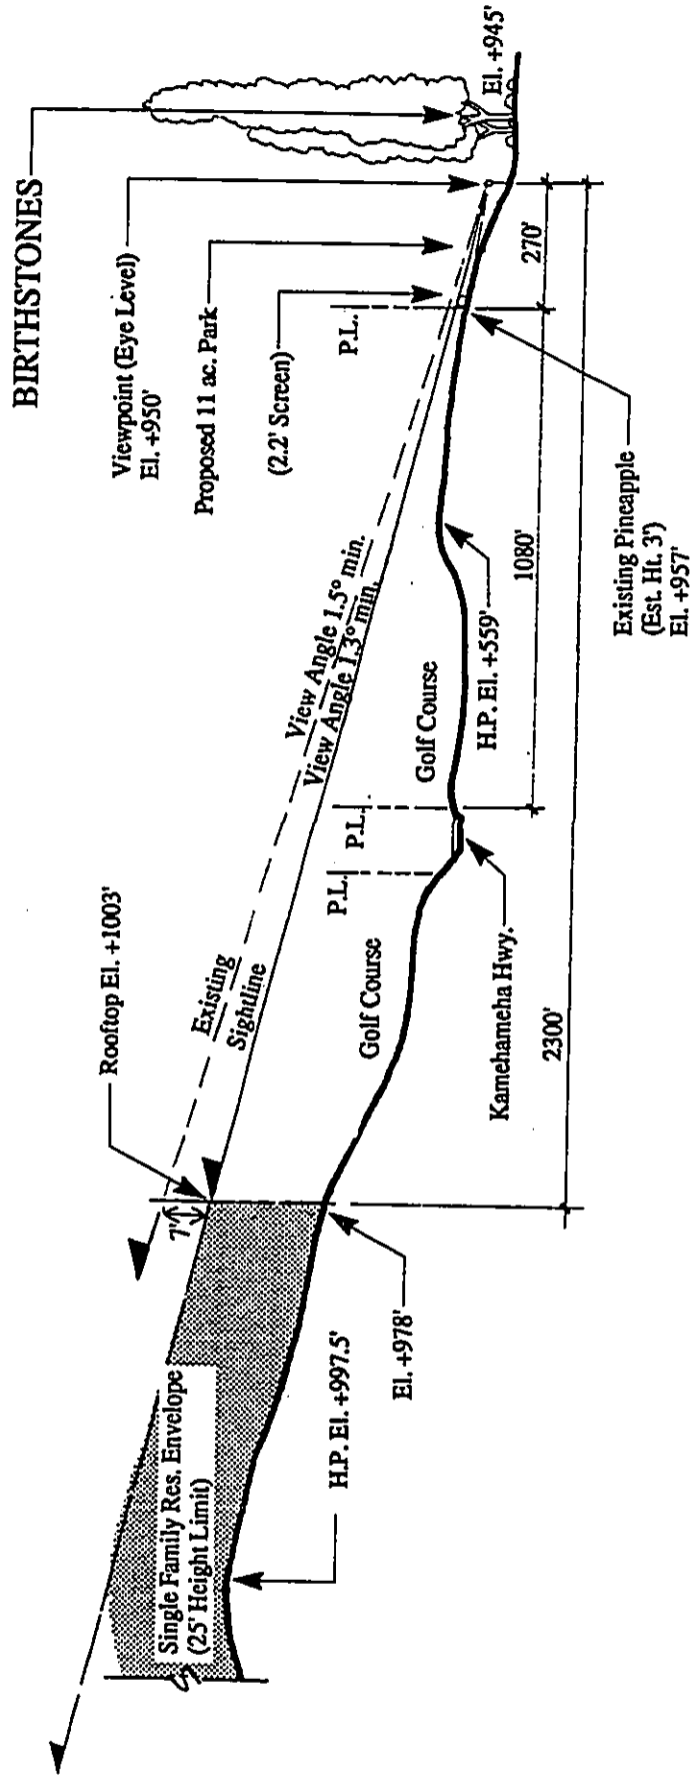 BIRTHSTONES
Viewpoint (Eye Level)
El. +950'
Proposed 11 ac. Park
(2.2' Screen)
P.L.
El. +945'
Rooftop El. +1003'
Existing
Sightline
View Angle 1.5° min.
View Angle 1.3° min.
7'
Single Family Res. Envelope
(25' Height Limit)
H.P. El. +997.5'
El. +978'
Golf Course
P.L.
P.L.
Kamehameha Hwy.
Golf Course
H.P. El. +559'
270'
1080'
2300'
Existing Pineapple
(Est. Ht. 3')
El. +957'